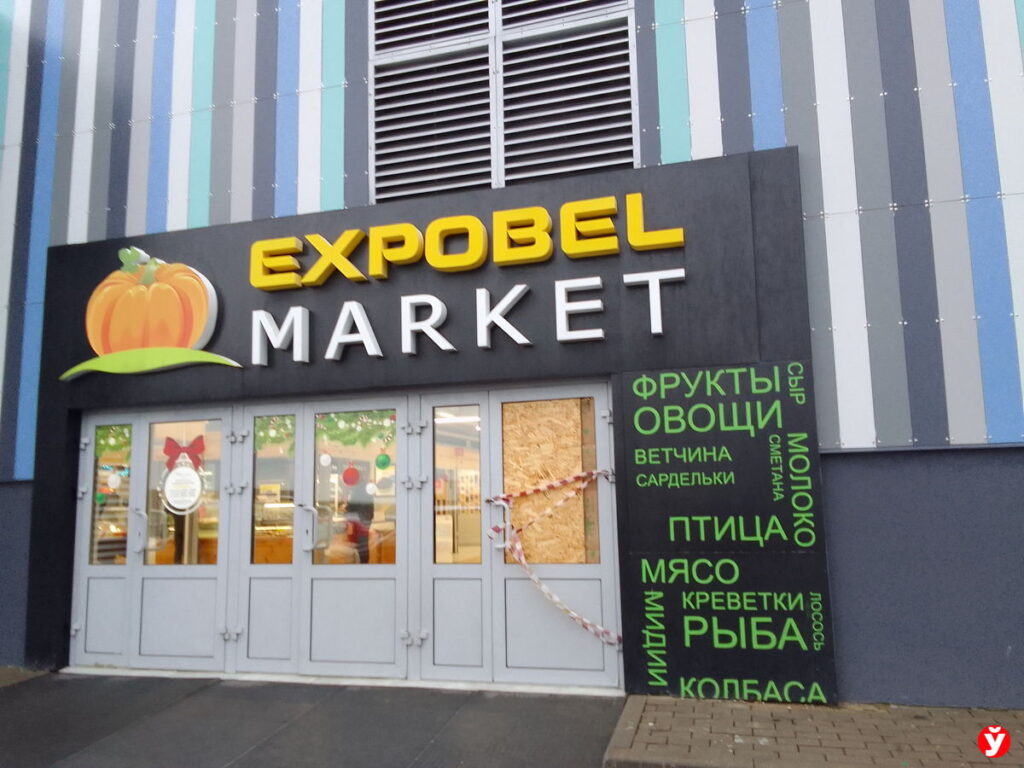 EXPOBEL
MARKET
ФРУКТЫ
СЫР
ОВОЩИ
ВЕТЧИНА
САРДЕЛЬКИ
СМЕТАНА
МОЛОКО
ПТИЦА
МЯСО
МИДИИ
КРЕВЕТКИ
ЛОСОСЬ
РЫБА
КОЛБАСА
Ў